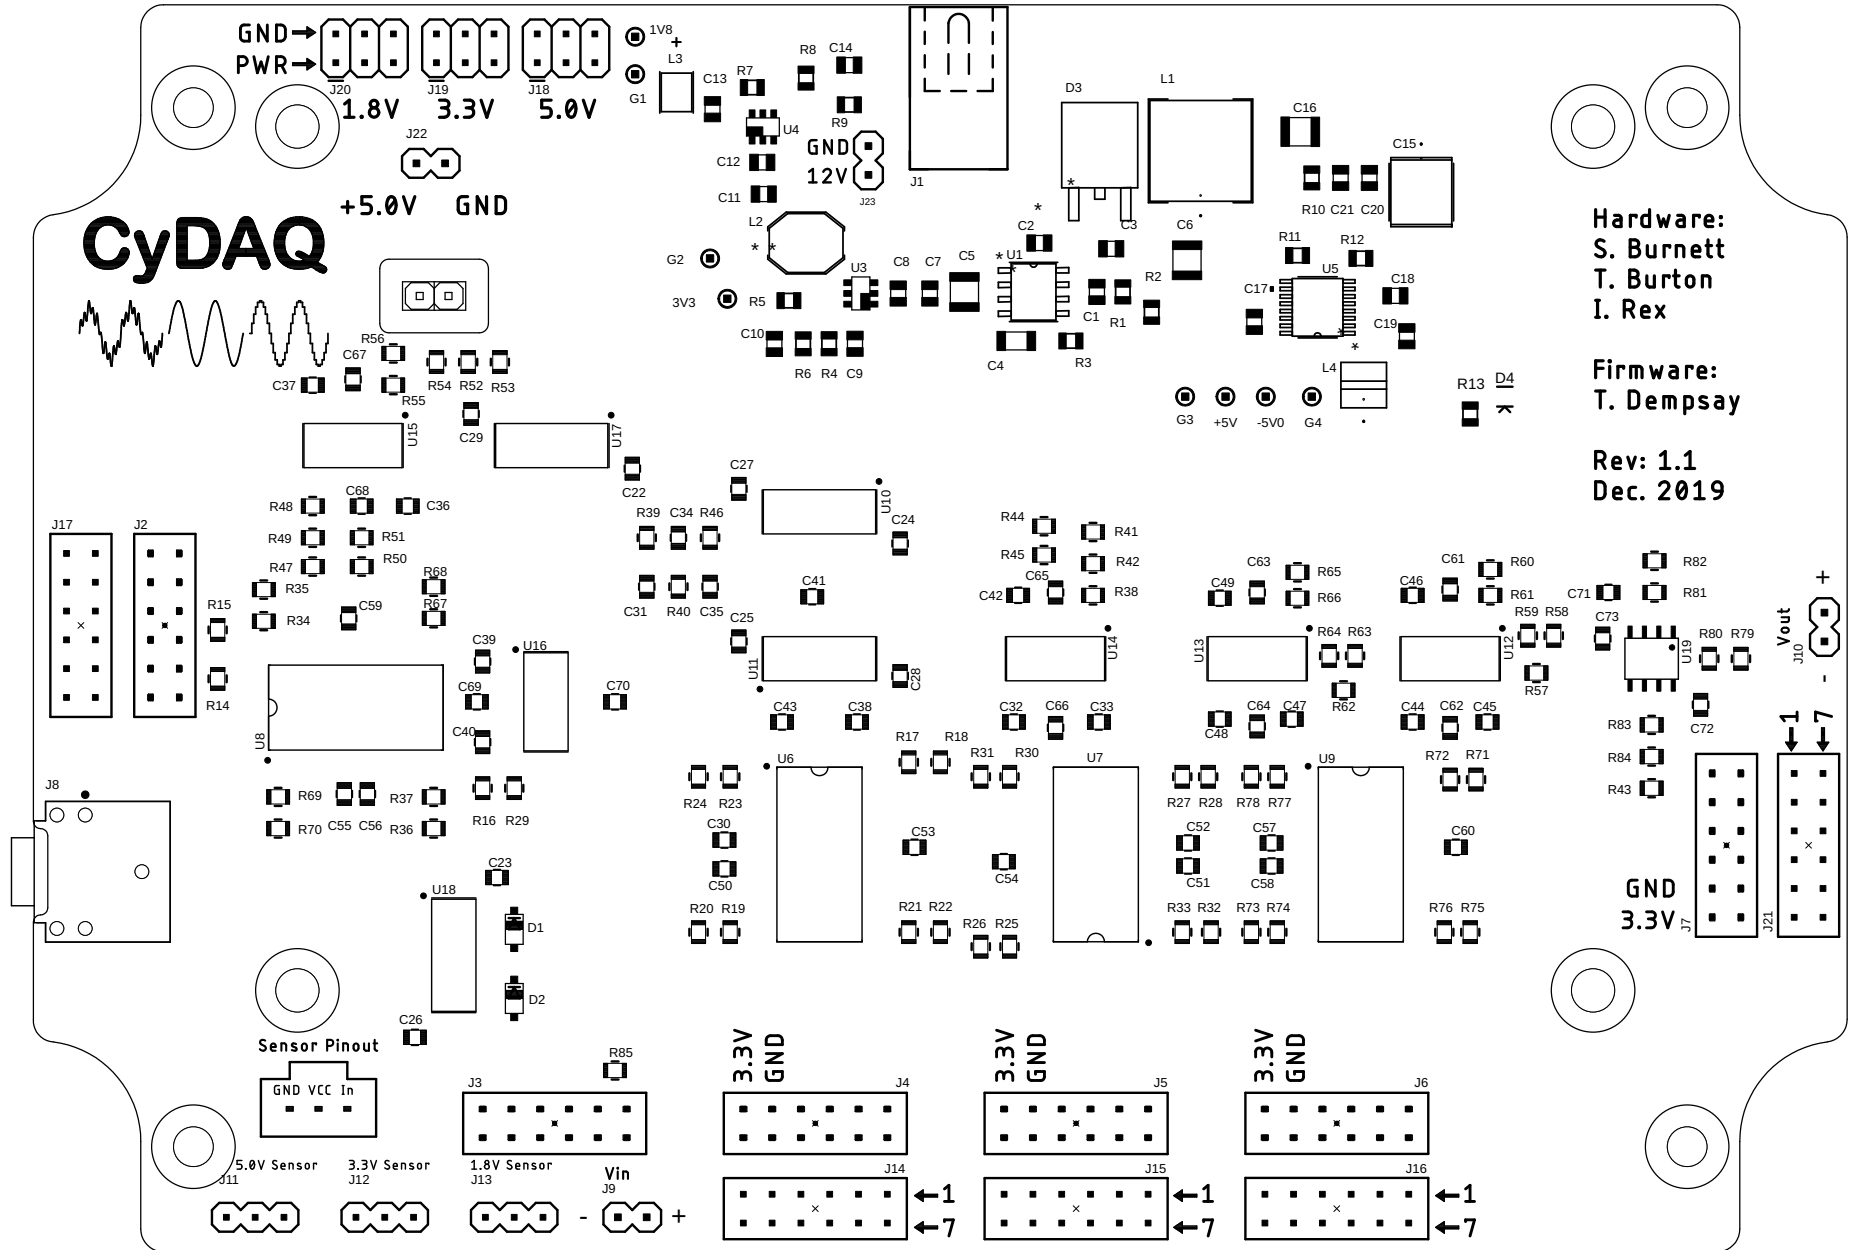 GND
PWR
J20 J19 J18
1.8V 3.3V 5.0V
1V8
+
G1
L3
C13
R7
R8
C14
R9
U4
C12
C11
GND
12V
J23
J1
J22
+5.0V GND
CyDAQ
D3
*
L1
C16
C15
R10 C21 C20
Hardware:
S. Burnett
T. Burton
I. Rex
Firmware:
T. Dempsay
Rev: 1.1
Dec. 2019
L2
* *
G2
3V3
R5
U3
C8 C7 C5
*
C2
C3
C6
* U1
*
R2
C1 R1
C4
R3
C10
R6 R4 C9
R11 R12
U5
C17
C18
C19
*
*
L4
G3 +5V -5V0 G4
R13 D4
R56
C67
C37
R55
R54 R52 R53
C29
U15
U17
C22
C27
U10
C24
R48 C68 C36
R49 R51
R47 R50
J17 J2
R35
R34
R15
R14
C59
R68
R67
R39 C34 R46
C31 R40 C35
C41
C25
U11
C28
C43 C38
R44 R41
R45 R42
C65
C42 R38
U14
C32 C66 C33
C63 R65
C49 R66
U13
R64 R63
R62
C48 C64 C47
C61 R60
C46 R61
U12
R59 R58
R57
C44 C62 C45
R82
C71 R81
C73
U19
R80 R79
C72
R83
R84
R43
+
Vout
J10
-
1 7
J7
J21
GND
3.3V
C39
U16
C69
C70
C40
U8
R69 C55 C56 R37
R70 R36
R16 R29
J8
U6
R24 R23
C30
C50
R20 R19
R17 R18
R31 R30
C53
C54
R21 R22
R26 R25
U7
R27 R28 R78 R77
C52 C57
C51 C58
R33 R32 R73 R74
U9
R72 R71
C60
R76 R75
C23
U18
D1
D2
C26
Sensor Pinout
GND VCC In
R85
J3
3.3V
GND
J4
3.3V
GND
J5
3.3V
GND
J6
5.0V Sensor 3.3V Sensor 1.8V Sensor
J11 J12 J13
Vin
J9
- +
J14
1
7
J15
1
7
J16
1
7